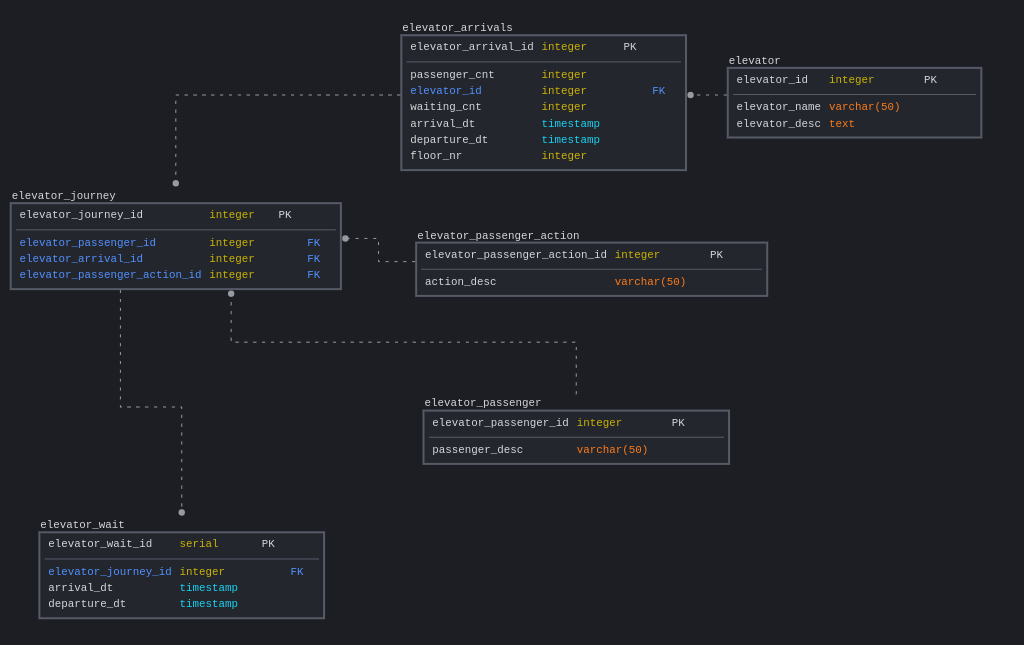 elevator_arrivals
elevator_arrival_id integer PK
passenger_cnt integer
elevator_id integer FK
waiting_cnt integer
arrival_dt timestamp
departure_dt timestamp
floor_nr integer
elevator
elevator_id integer PK
elevator_name varchar(50)
elevator_desc text
elevator_journey
elevator_journey_id integer PK
elevator_passenger_id integer FK
elevator_arrival_id integer FK
elevator_passenger_action_id integer FK
elevator_passenger_action
elevator_passenger_action_id integer PK
action_desc varchar(50)
elevator_passenger
elevator_passenger_id integer PK
passenger_desc varchar(50)
elevator_wait
elevator_wait_id serial PK
elevator_journey_id integer FK
arrival_dt timestamp
departure_dt timestamp